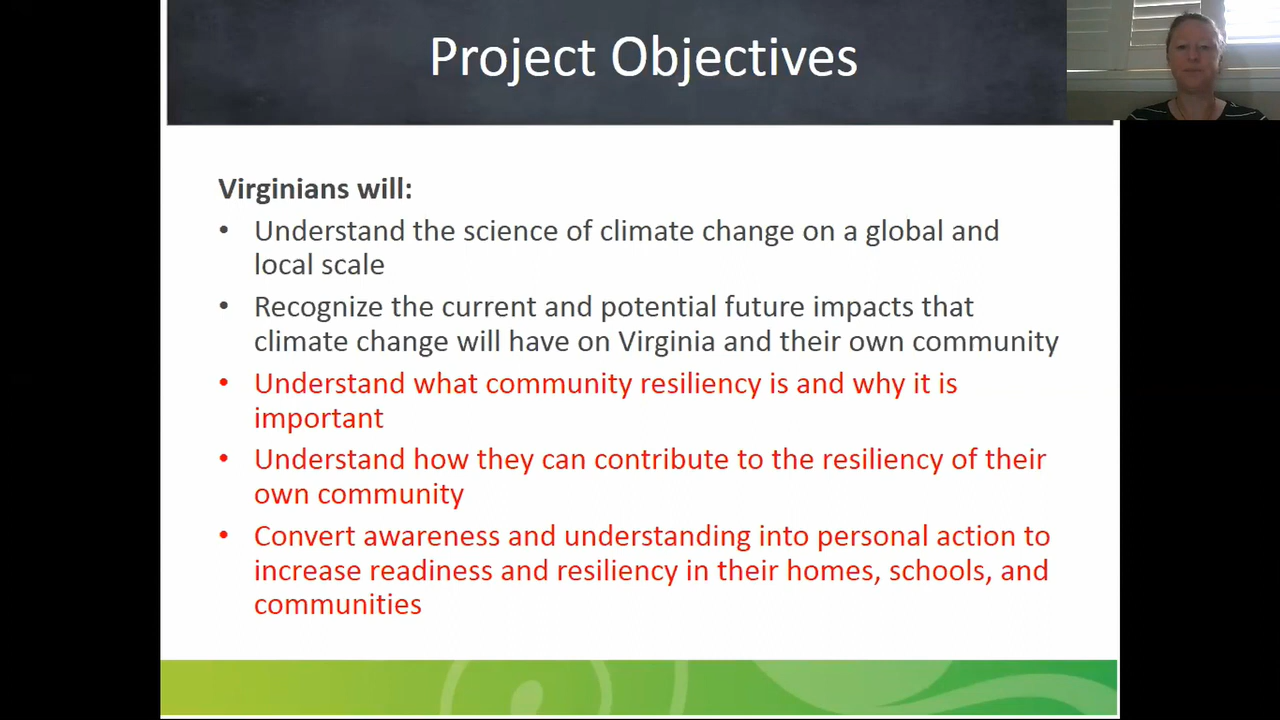 Project Objectives
Virginians will:
• Understand the science of climate change on a global and
local scale
• Recognize the current and potential future impacts that
climate change will have on Virginia and their own community
• Understand what community resiliency is and why it is
important
• Understand how they can contribute to the resiliency of their
own community
• Convert awareness and understanding into personal action to
increase readiness and resiliency in their homes, schools, and
communities